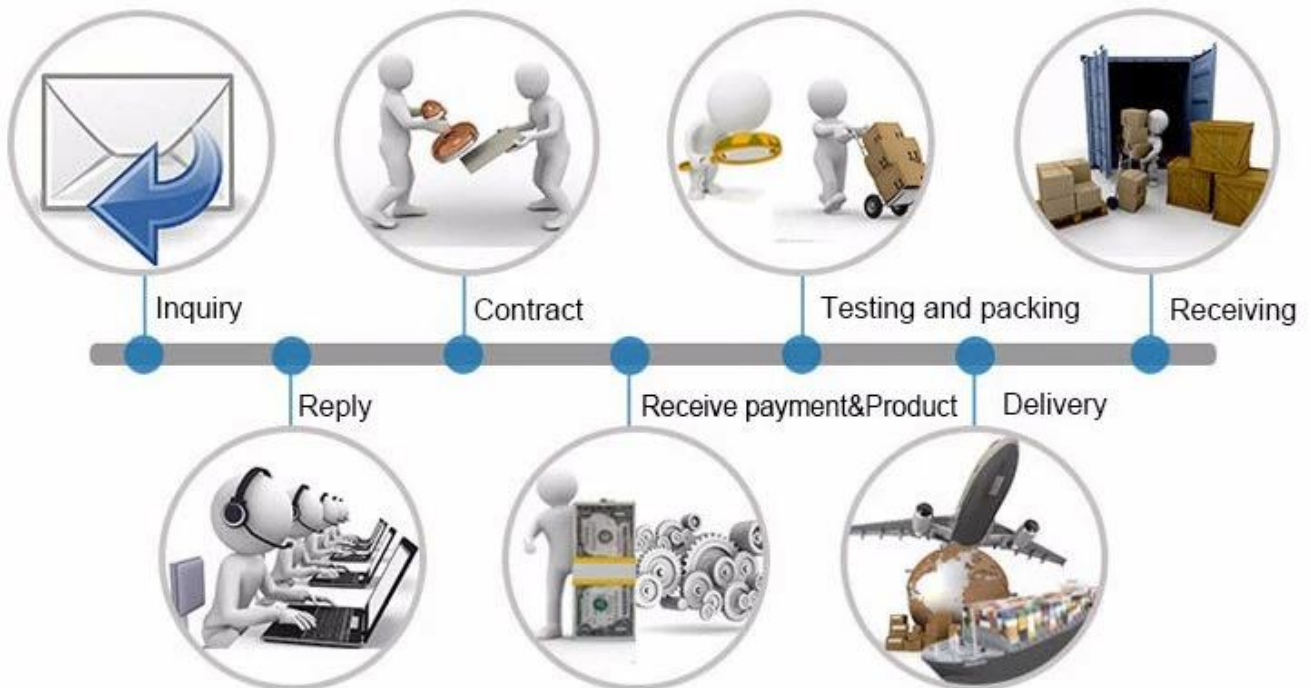 Inquiry
Contract
Testing and packing
Receiving
Reply
Receive payment&Product
Delivery